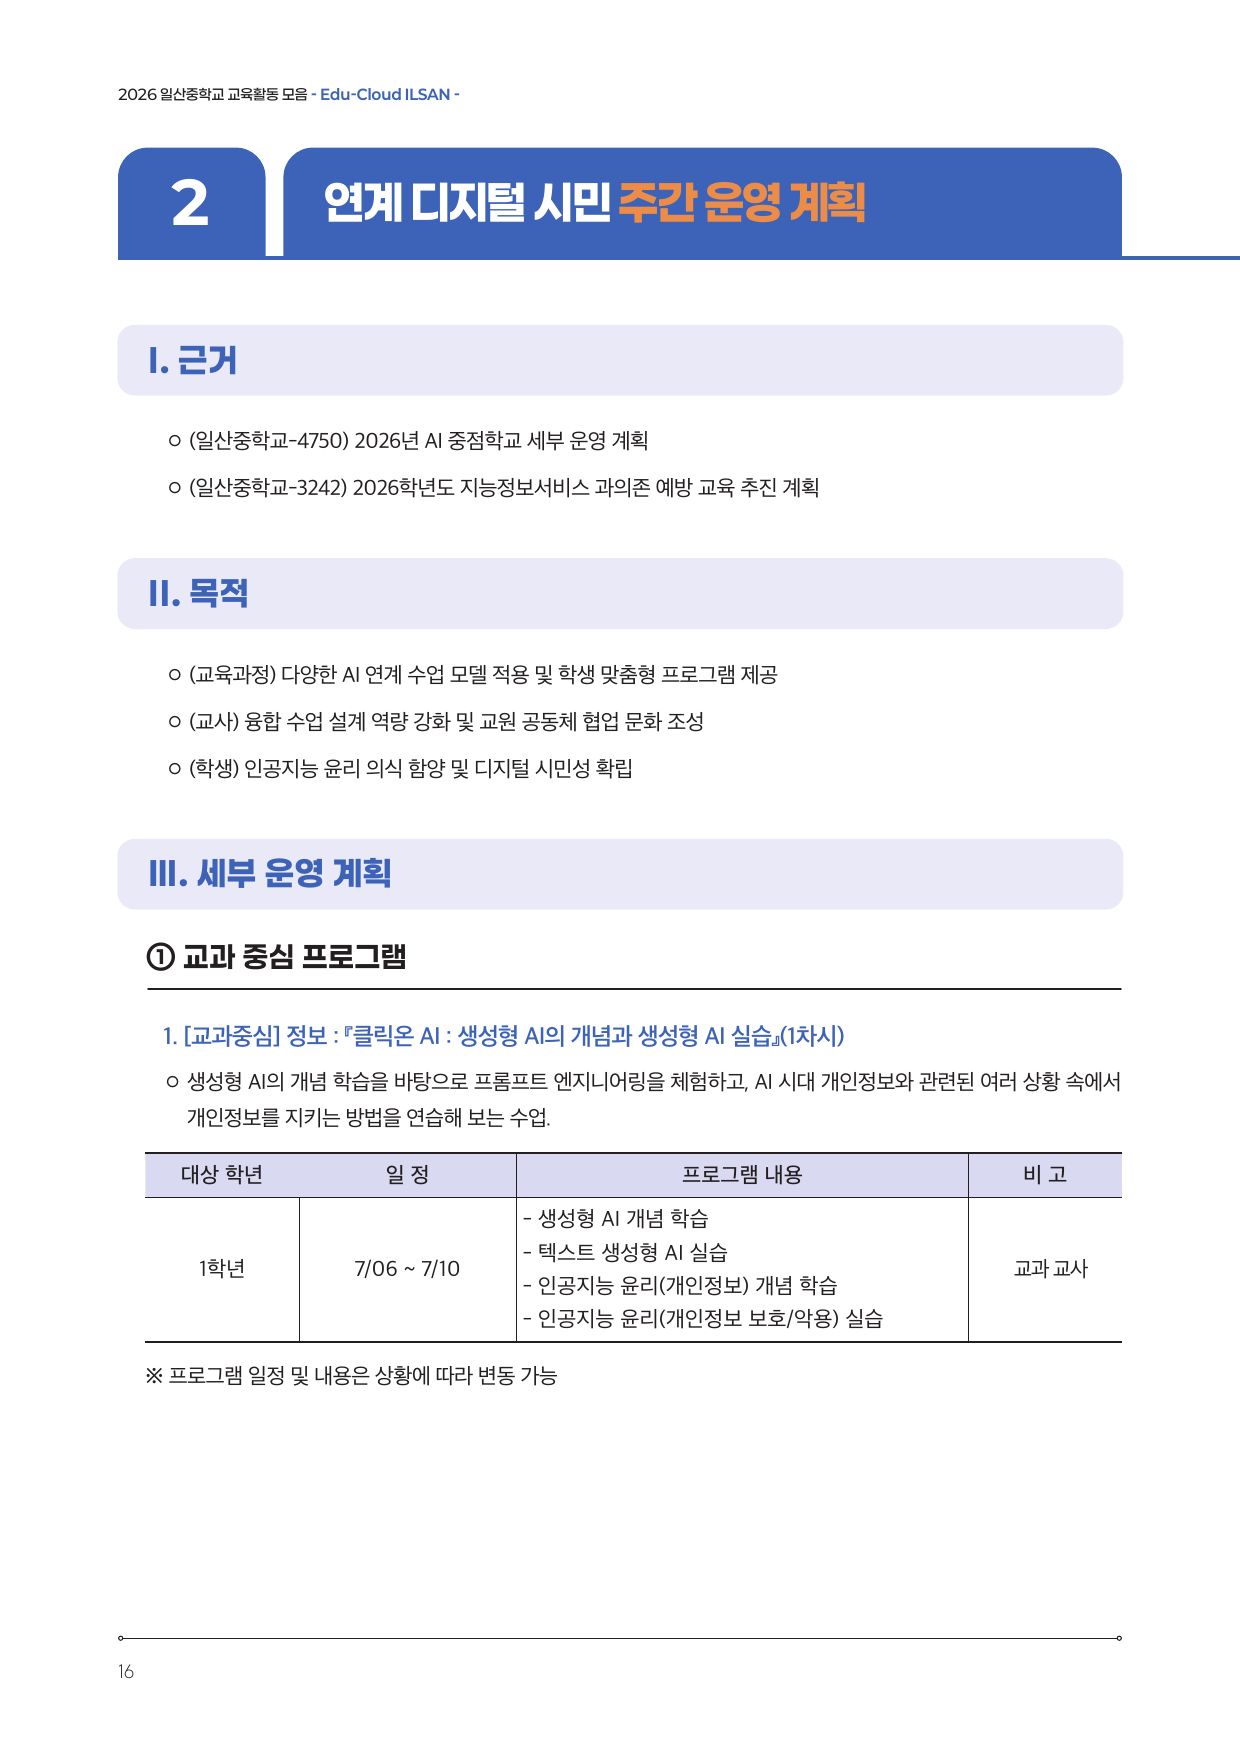 2026 일산중학교 교육활동 모음 - Edu-Cloud ILSAN -
2
연계 디지털 시민 주간 운영 계획
I. 근거
○ (일산중학교-4750) 2026년 AI 중점학교 세부 운영 계획
○ (일산중학교-3242) 2026학년도 지능정보서비스 과의존 예방 교육 추진 계획
II. 목적
○ (교육과정) 다양한 AI 연계 수업 모델 적용 및 학생 맞춤형 프로그램 제공
○ (교사) 융합 수업 설계 역량 강화 및 교원 공동체 협업 문화 조성
○ (학생) 인공지능 윤리 의식 함양 및 디지털 시민성 확립
III. 세부 운영 계획
① 교과 중심 프로그램
1. [교과중심] 정보 : 『클릭온 AI : 생성형 AI의 개념과 생성형 AI 실습』(1차시)
○ 생성형 AI의 개념 학습을 바탕으로 프롬프트 엔지니어링을 체험하고, AI 시대 개인정보와 관련된 여러 상황 속에서
개인정보를 지키는 방법을 연습해 보는 수업.
대상 학년 일 정 프로그램 내용 비 고
1학년 7/06 ~ 7/10
- 생성형 AI 개념 학습
- 텍스트 생성형 AI 실습
- 인공지능 윤리(개인정보) 개념 학습
- 인공지능 윤리(개인정보 보호/악용) 실습
교과 교사
※ 프로그램 일정 및 내용은 상황에 따라 변동 가능
16